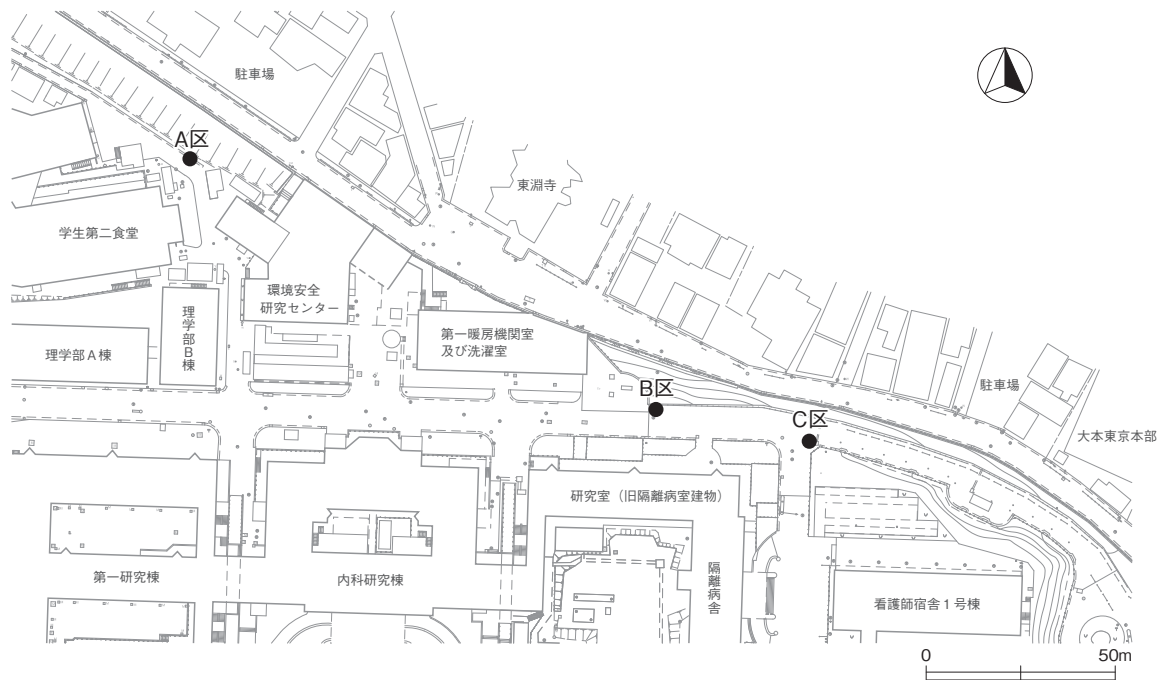 駐車場
A区
東淵寺
学生第二食堂
環境安全
研究センター
理学部B棟
第一暖房機関室
及び洗濯室
理学部A棟
B区
駐車場
C区
大本東京本部
研究室（旧隔離病室建物）
第一研究棟
内科研究棟
隔離病舎
看護師宿舎1号棟
0
50m